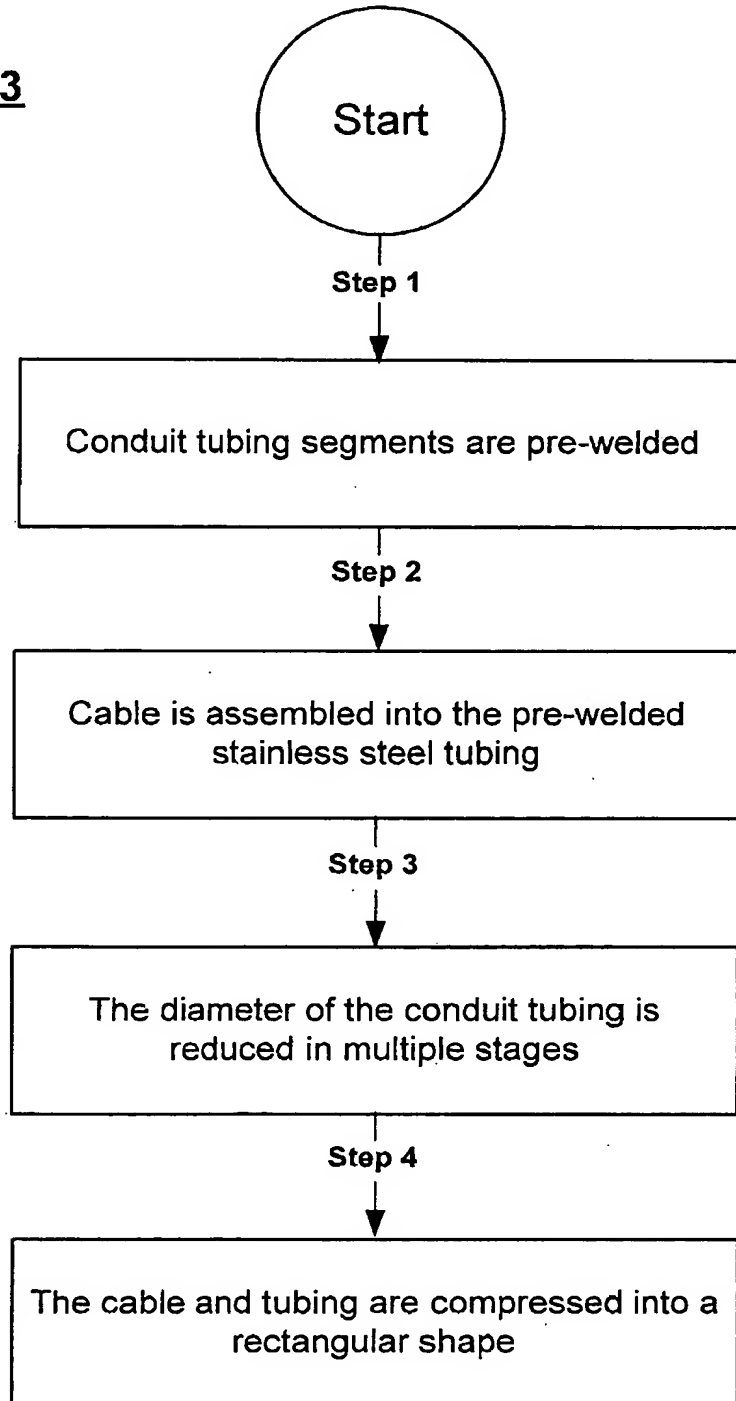 3
Start
Step 1
Conduit tubing segments are pre-welded
Step 2
Cable is assembled into the pre-welded
stainless steel tubing
Step 3
The diameter of the conduit tubing is
reduced in multiple stages
Step 4
The cable and tubing are compressed into a
rectangular shape